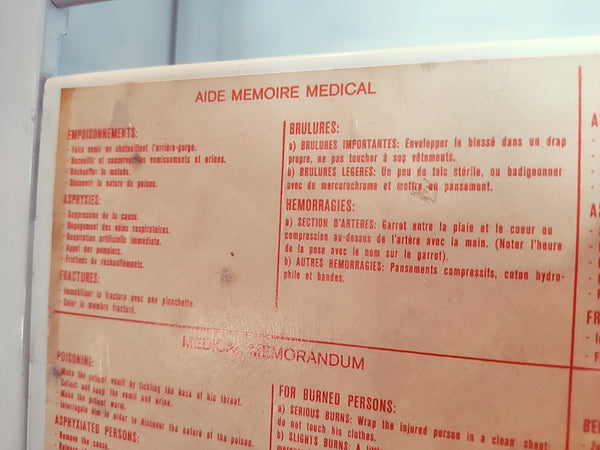 AIDE MEMOIRE MEDICAL
EMPOISONNEMENTS:
- Faire vomir en chatouillant l'arrière-gorge.
- Recueillir et conserver les vomissements et urines.
- Réchauffer le malade.
- Découvrir la nature du poison.
ASPHYXIES:
- Suppression de la cause.
- Dégagement des voies respiratoires.
- Respiration artificielle immédiate.
- Appel des pompiers.
- Frictions de réchauffements.
FRACTURES:
- Immobiliser la fracture avec une planchette.
- Caler le membre fracturé.
BRULURES:
a) BRULURES IMPORTANTES: Envelopper le blessé dans un drap
propre, ne pas toucher à ses vêtements.
b) BRULURES LEGERES: Un peu de talc stérile, ou badigeonner
avec du mercurochrome et mettre un pansement.
HEMORRAGIES:
a) SECTION D'ARTERES: Garrot entre la plaie et le coeur ou
compression au-dessus de l'artère avec la main. (Noter l'heure
de la pose avec le nom sur le garrot).
b) AUTRES HEMORRAGIES: Pansements compressifs, coton hydro-
phile et bandes.
MEDICAL MEMORANDUM
POISONING:
- Make the patient vomit by tickling the back of his throat.
- Collect and keep the vomit and urine.
- Make the patient warm.
- Interrogate him in order to discover the nature of the poison.
ASPHYXIATED PERSONS:
- Remove the cause.
FOR BURNED PERSONS:
a) SERIOUS BURNS: Wrap the injured person in a clean sheet;
do not touch his clothes.
b) SLIGHTS BURNS: A